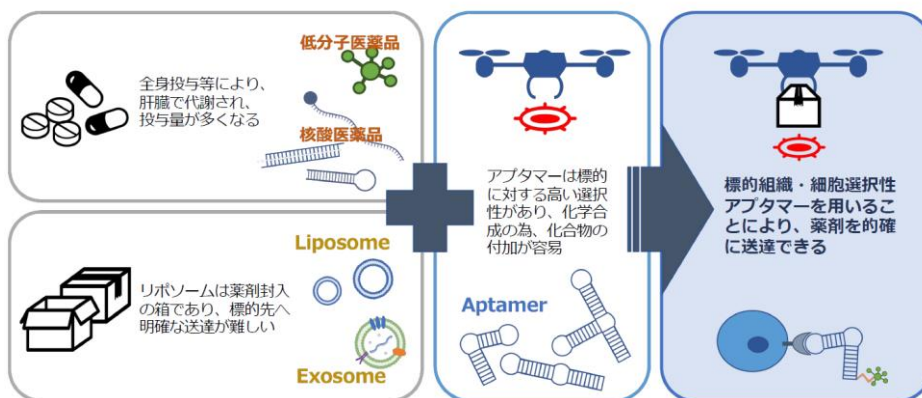 低分子医薬品
全身投与等により、
肝臓で代謝され、
投与量が多くなる
核酸医薬品
Liposome
リポソームは薬剤封入
の箱であり、標的先へ
明確な送達が難しい
Exosome
アプタマーは標的
に対する高い選択
性があり、化学合
成の為、化合物の
付加が容易
Aptamer
標的組織・細胞選択性
アプタマーを用いるこ
とにより、薬剤を的確
に送達できる